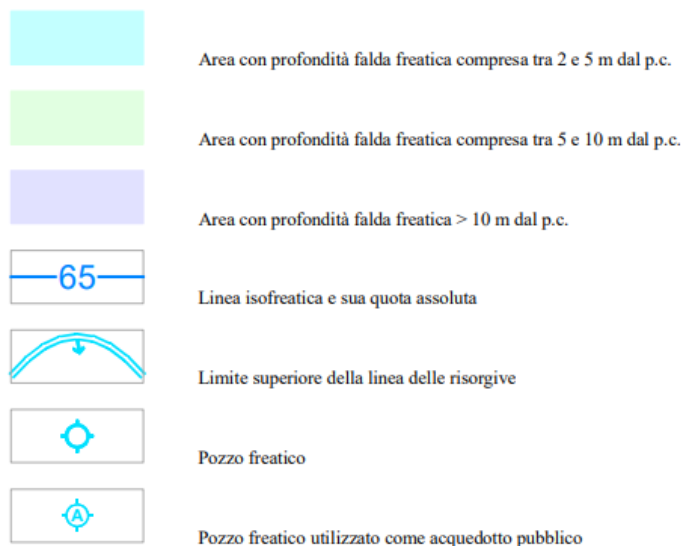 Area con profondità falda freatica compresa tra 2 e 5 m dal p.c.
Area con profondità falda freatica compresa tra 5 e 10 m dal p.c.
Area con profondità falda freatica > 10 m dal p.c.
65
Linea isofreatica e sua quota assoluta
Limite superiore della linea delle risorgive
Pozzo freatico
A
Pozzo freatico utilizzato come acquedotto pubblico